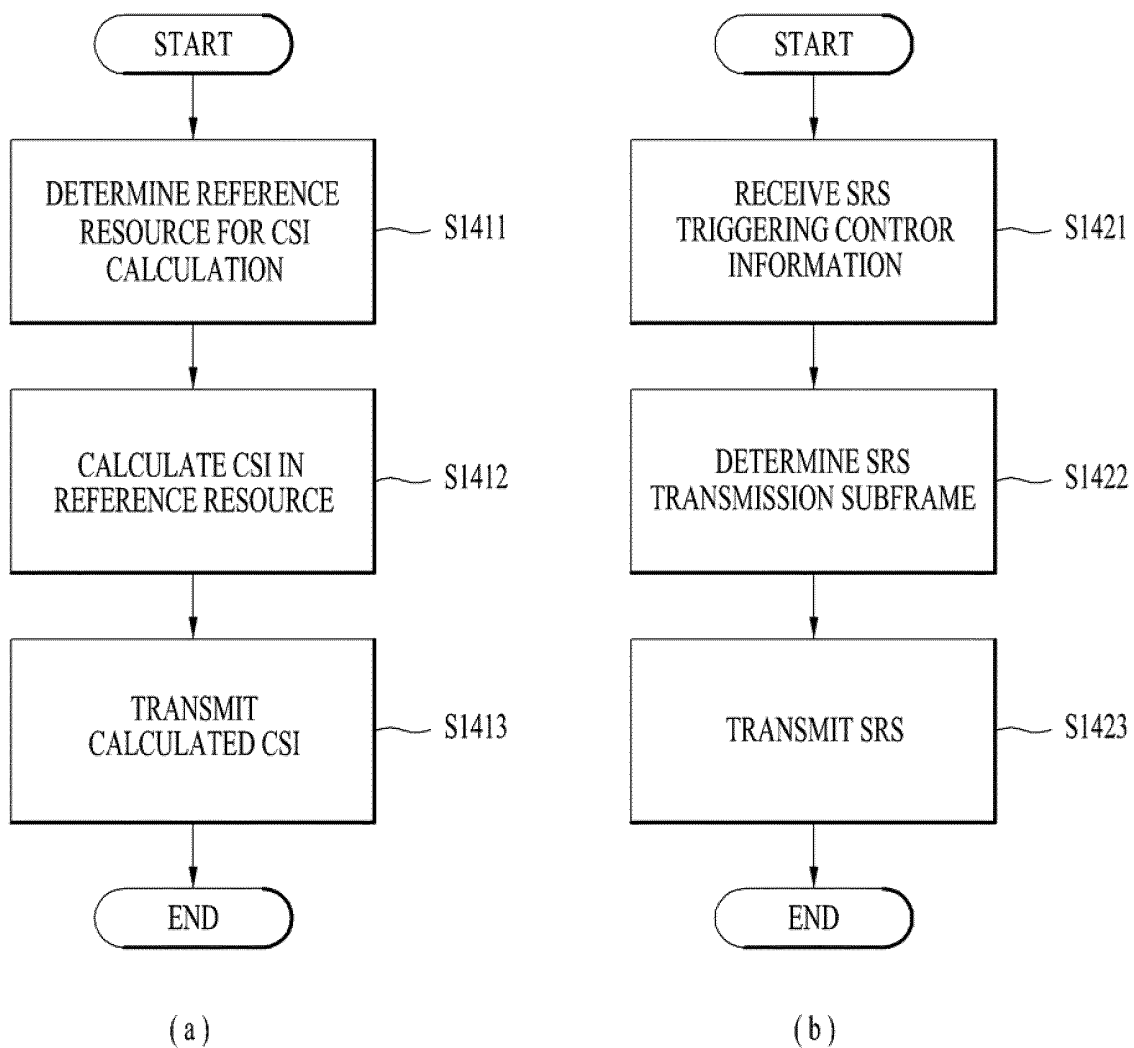 START
DETERMINE REFERENCE
RESOURCE FOR CSI
CALCULATION
S1411
CALCULATE CSI IN
REFERENCE RESOURCE
S1412
TRANSMIT
CALCULATED CSI
S1413
END
(a)
START
RECEIVE SRS
TRIGGERING CONTROR
INFORMATION
S1421
DETERMINE SRS
TRANSMISSION SUBFRAME
S1422
TRANSMIT SRS
S1423
END
(b)